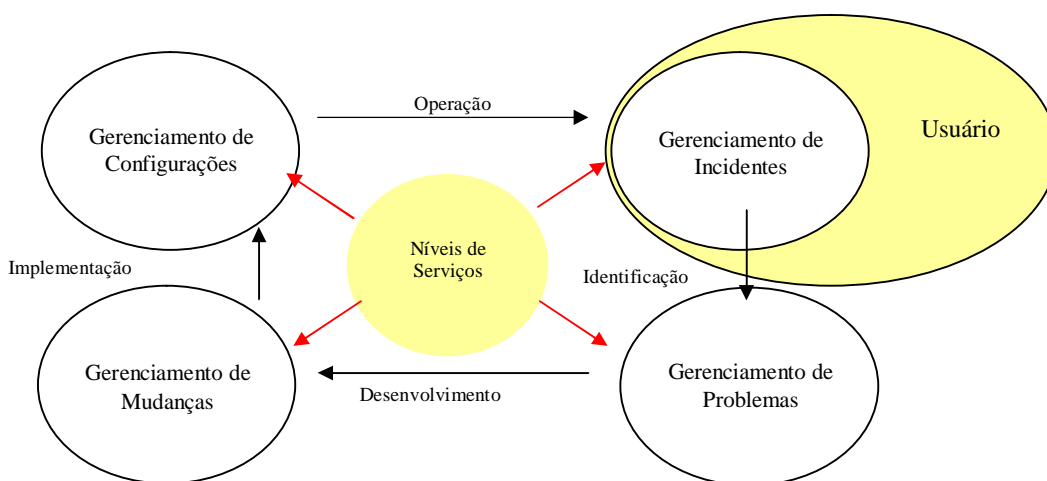 Operação
Gerenciamento de
Configurações
Gerenciamento de
Incidentes
Usuário
Níveis de
Serviços
Implementação
Identificação
Gerenciamento de
Mudanças
Desenvolvimento
Gerenciamento de
Problemas